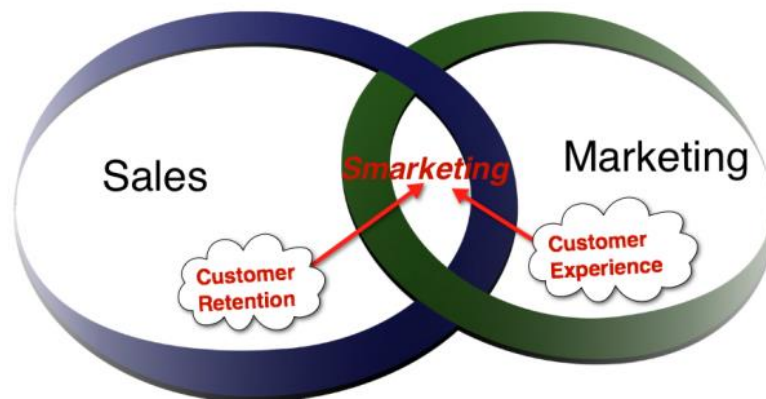 Sales
Smarketing
Marketing
Customer
Retention
Customer
Experience